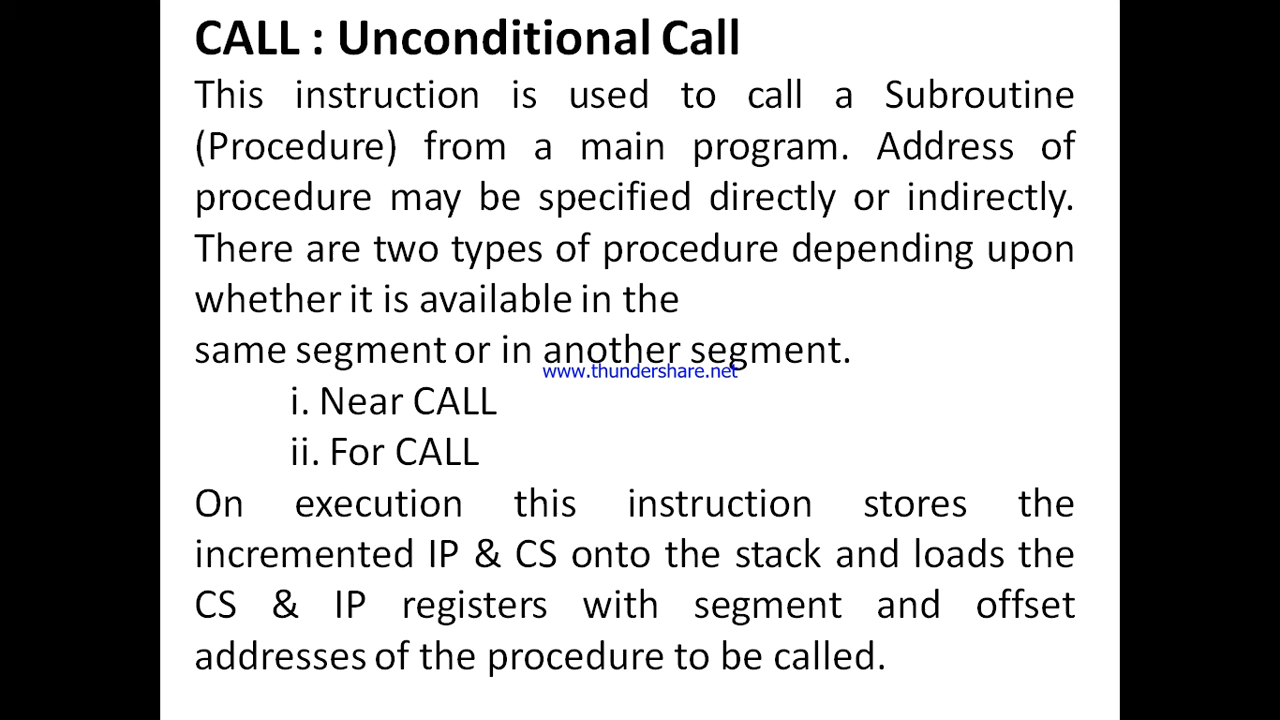 CALL : Unconditional Call
This instruction is used to call a Subroutine
(Procedure) from a main program. Address of
procedure may be specified directly or indirectly.
There are two types of procedure depending upon
whether it is available in the
same segment or in another segment.
www.thundershare.net
i. Near CALL
ii. For CALL
On execution this instruction stores the
incremented IP & CS onto the stack and loads the
CS & IP registers with segment and offset
addresses of the procedure to be called.